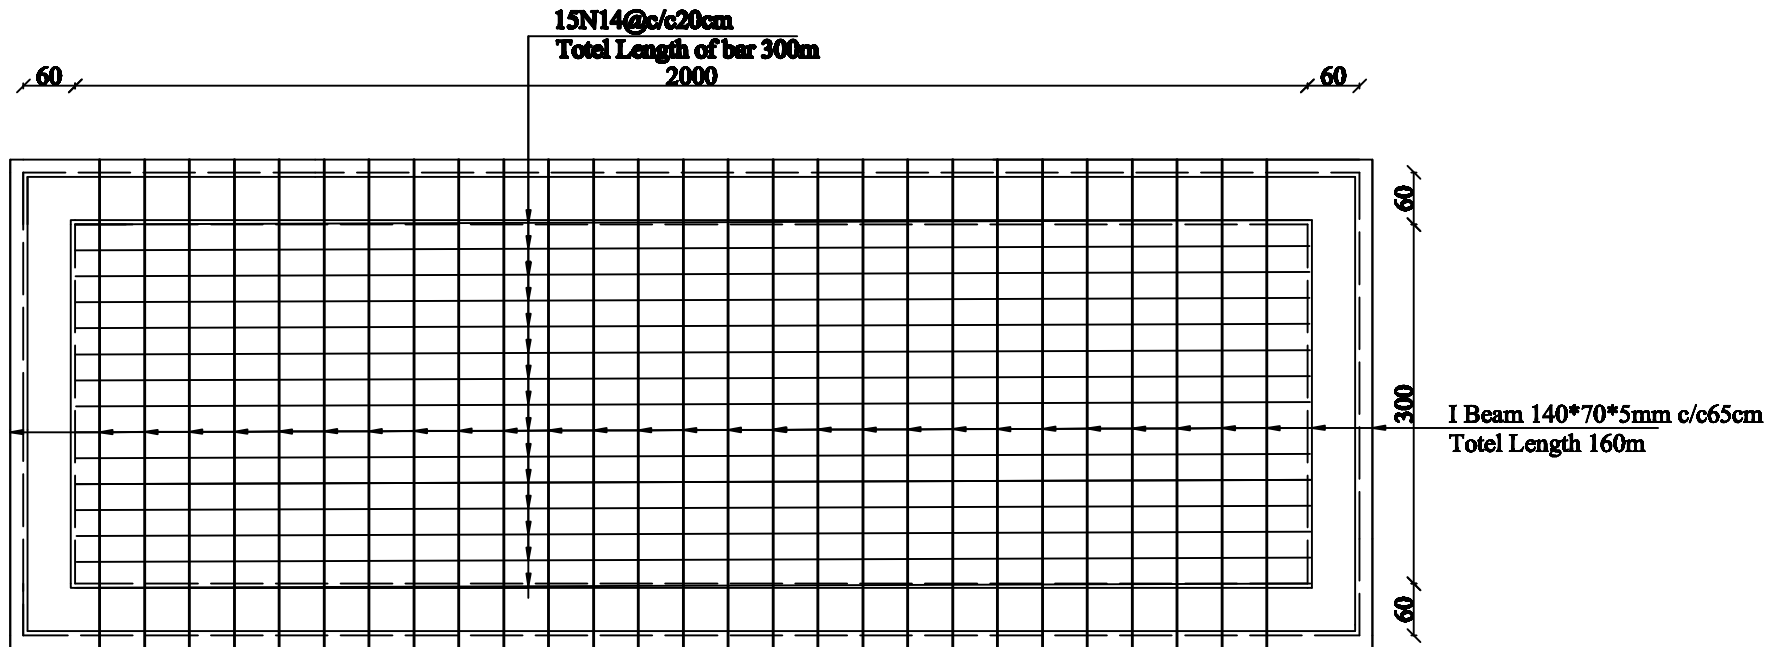 15N14@c/c20cm
Totel Length of bar 300m
60
2000
60
60
300
I Beam 140*70*5mm c/c65cm
Totel Length 160m
60